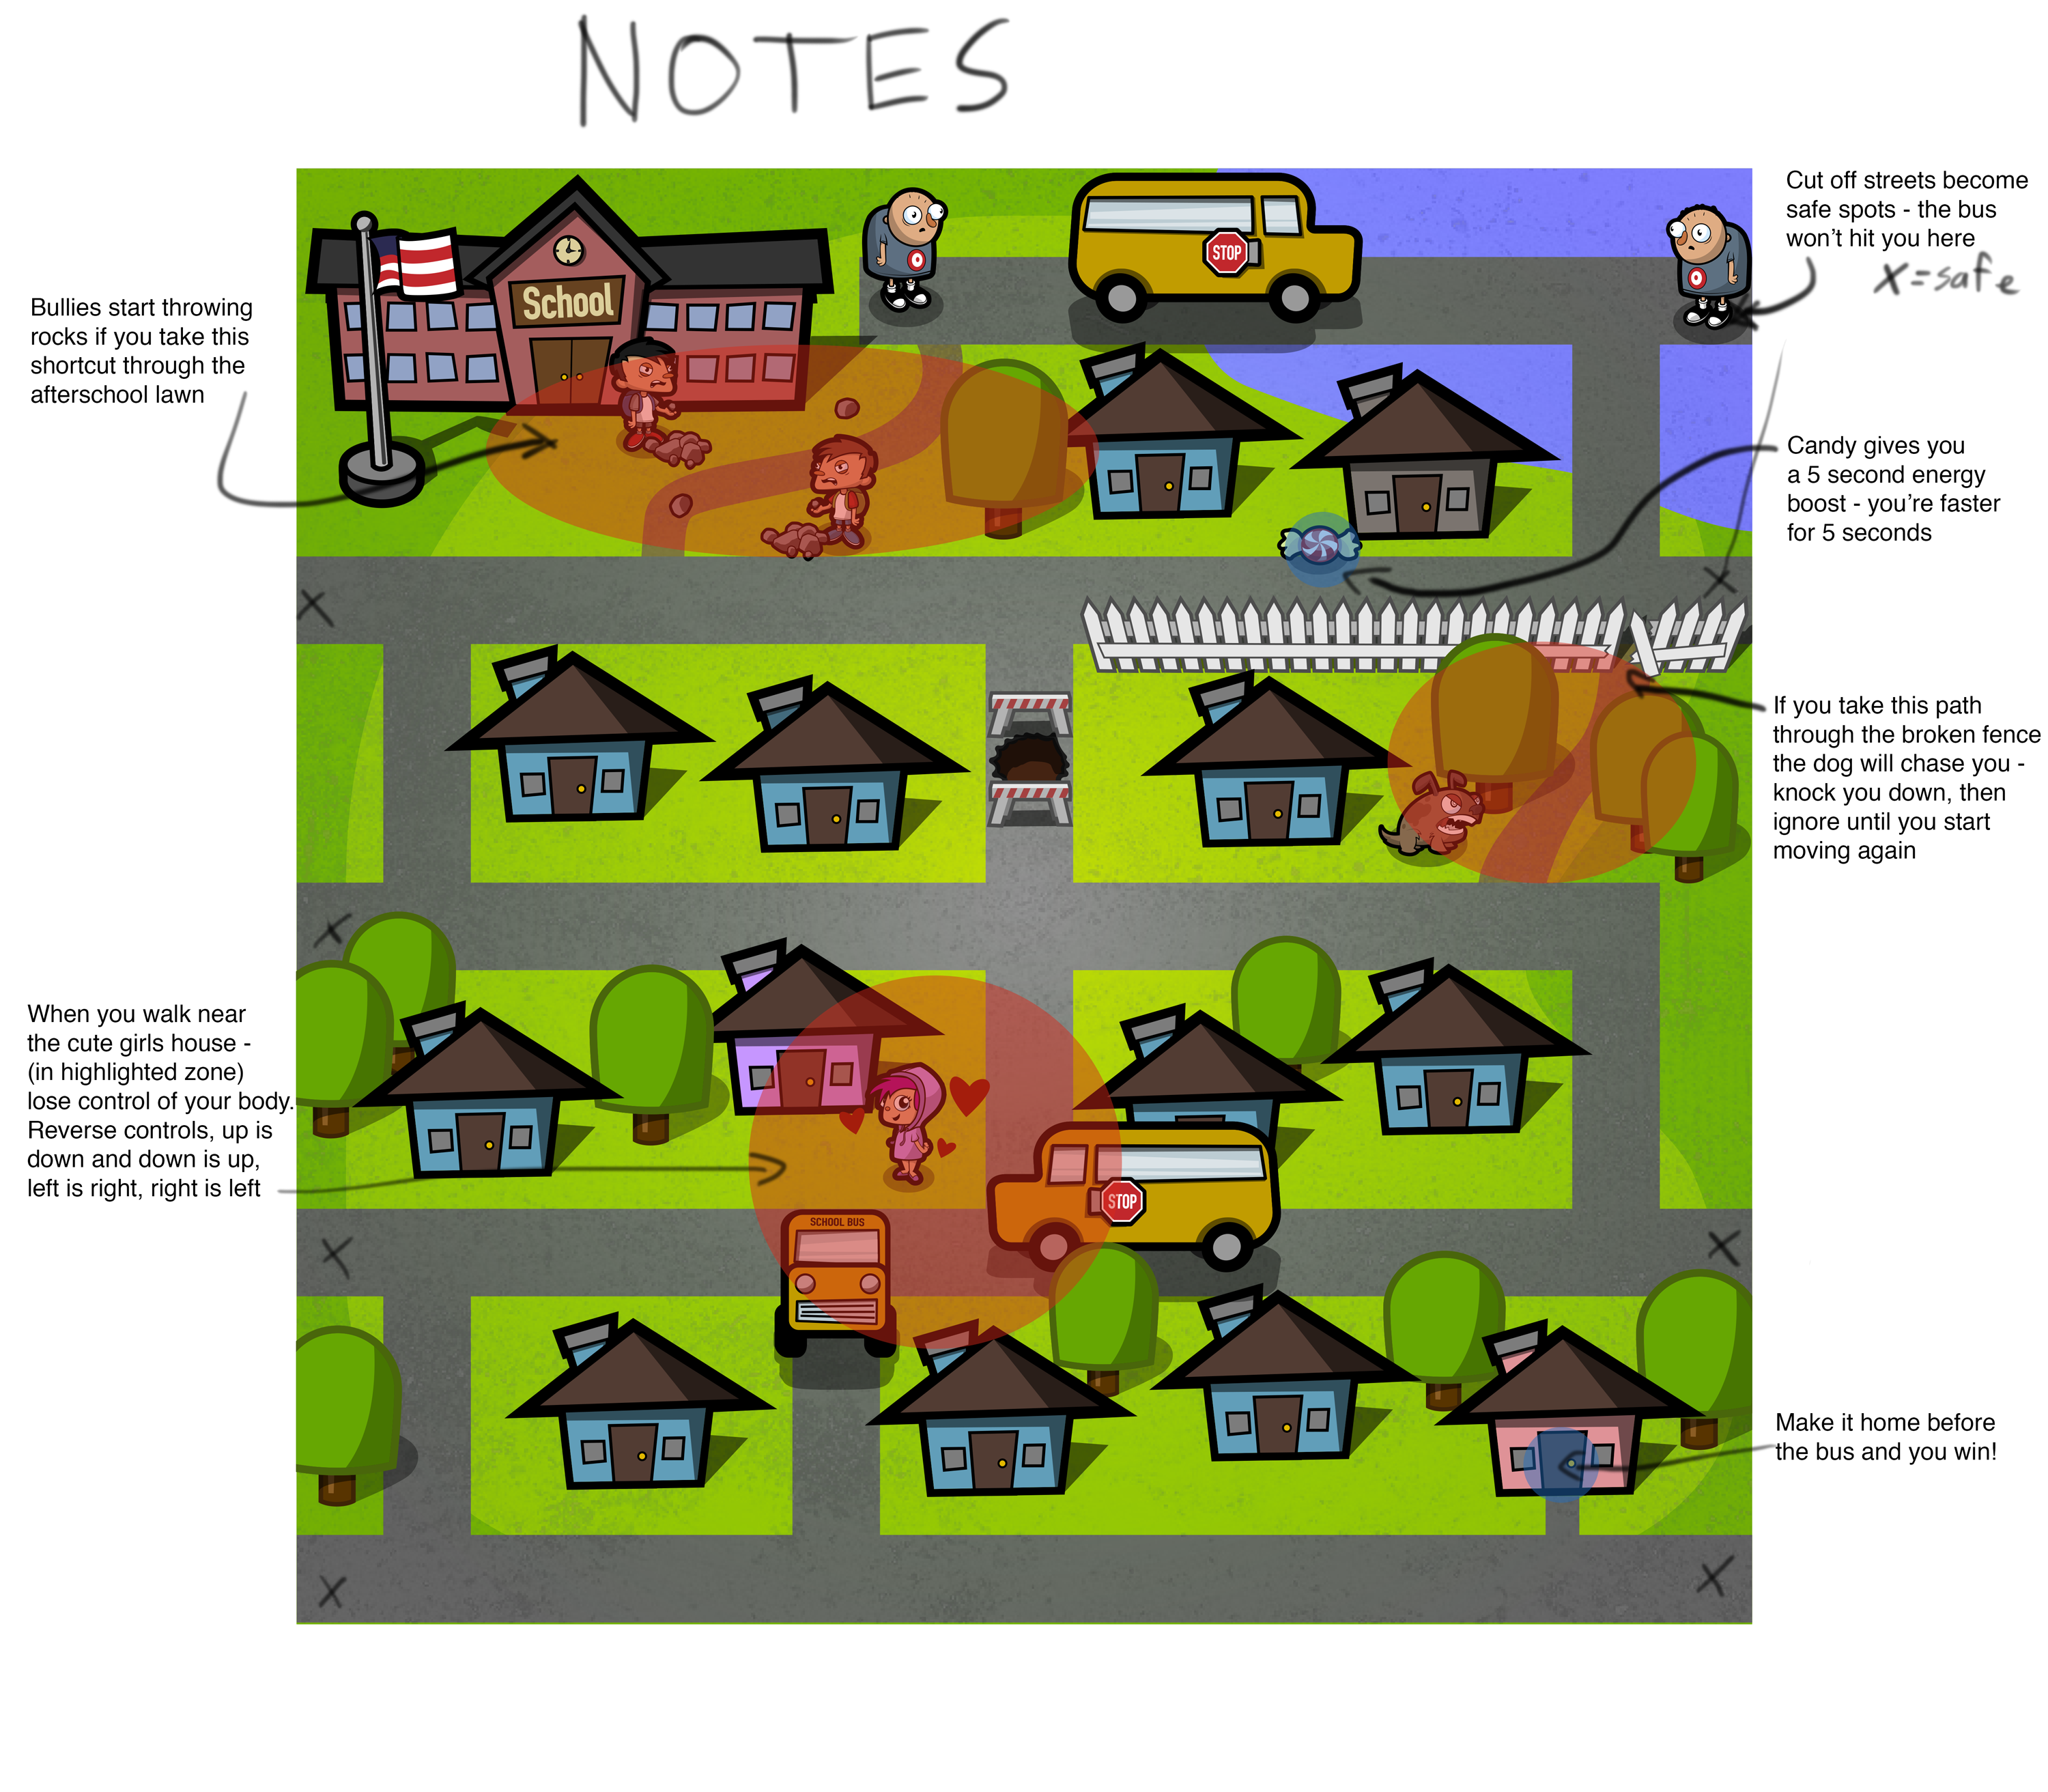 NOTES
Cut off streets become
safe spots - the bus
won't hit you here
X=safe
STOP
School
Bullies start throwing
rocks if you take this
shortcut through the
afterschool lawn
Candy gives you
a 5 second energy
boost - you're faster
for 5 seconds
X
X
If you take this path
through the broken fence
the dog will chase you -
knock you down, then
ignore until you start
moving again
X
When you walk near
the cute girls house -
(in highlighted zone)
lose control of your body.
Reverse controls, up is
down and down is up,
left is right, right is left
STOP
SCHOOL BUS
X
X
Make it home before
the bus and you win!
X
X